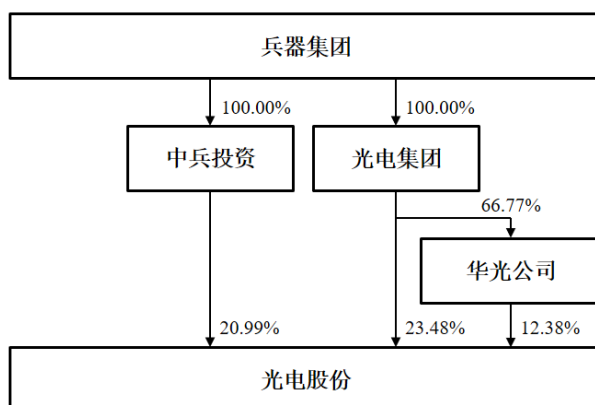 兵器集团
100.00%
100.00%
中兵投资
光电集团
66.77%
华光公司
20.99%
23.48%
12.38%
光电股份